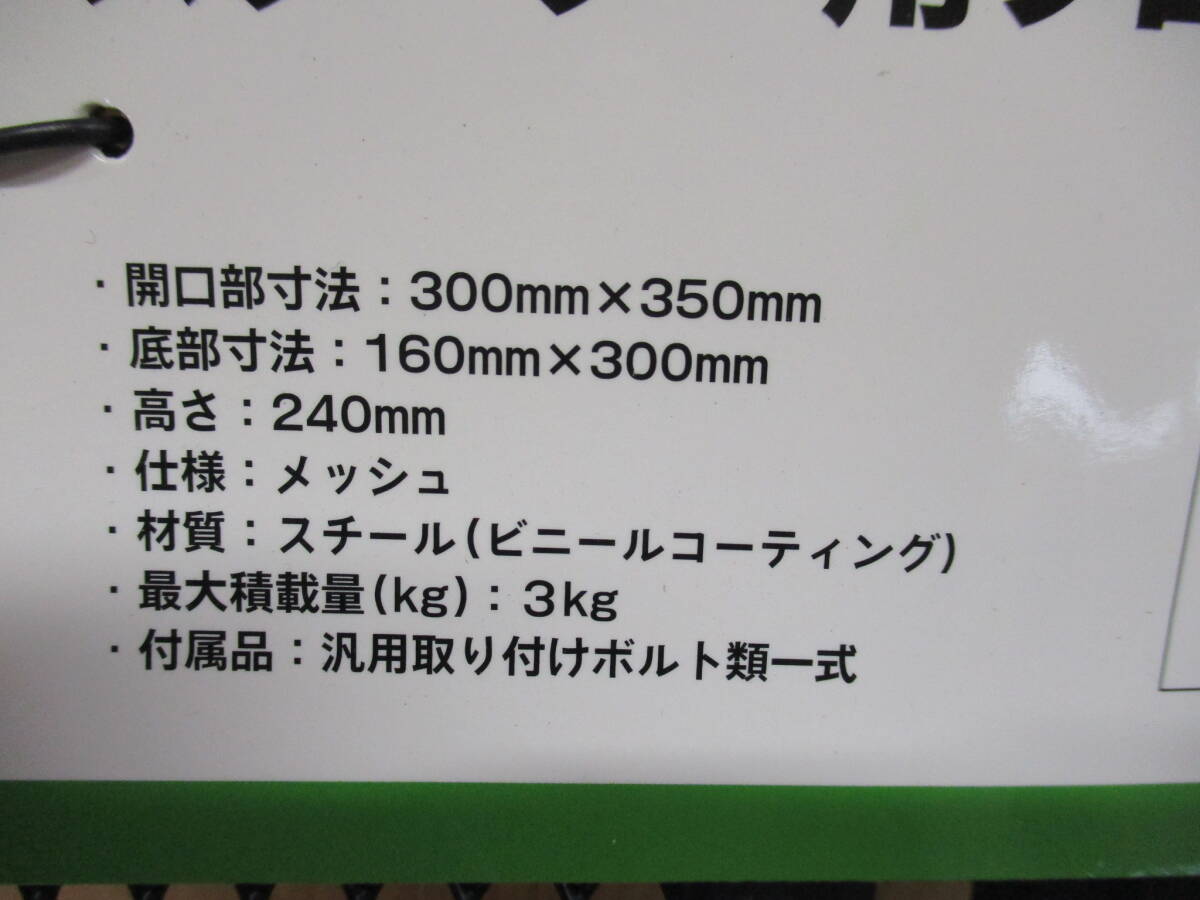 ・開口部寸法：300mm×350mm
・底部寸法：160mm×300mm
・高さ：240mm
・仕様：メッシュ
・材質：スチール(ビニールコーティング)
・最大積載量(kg)：3kg
・付属品：汎用取り付けボルト類一式